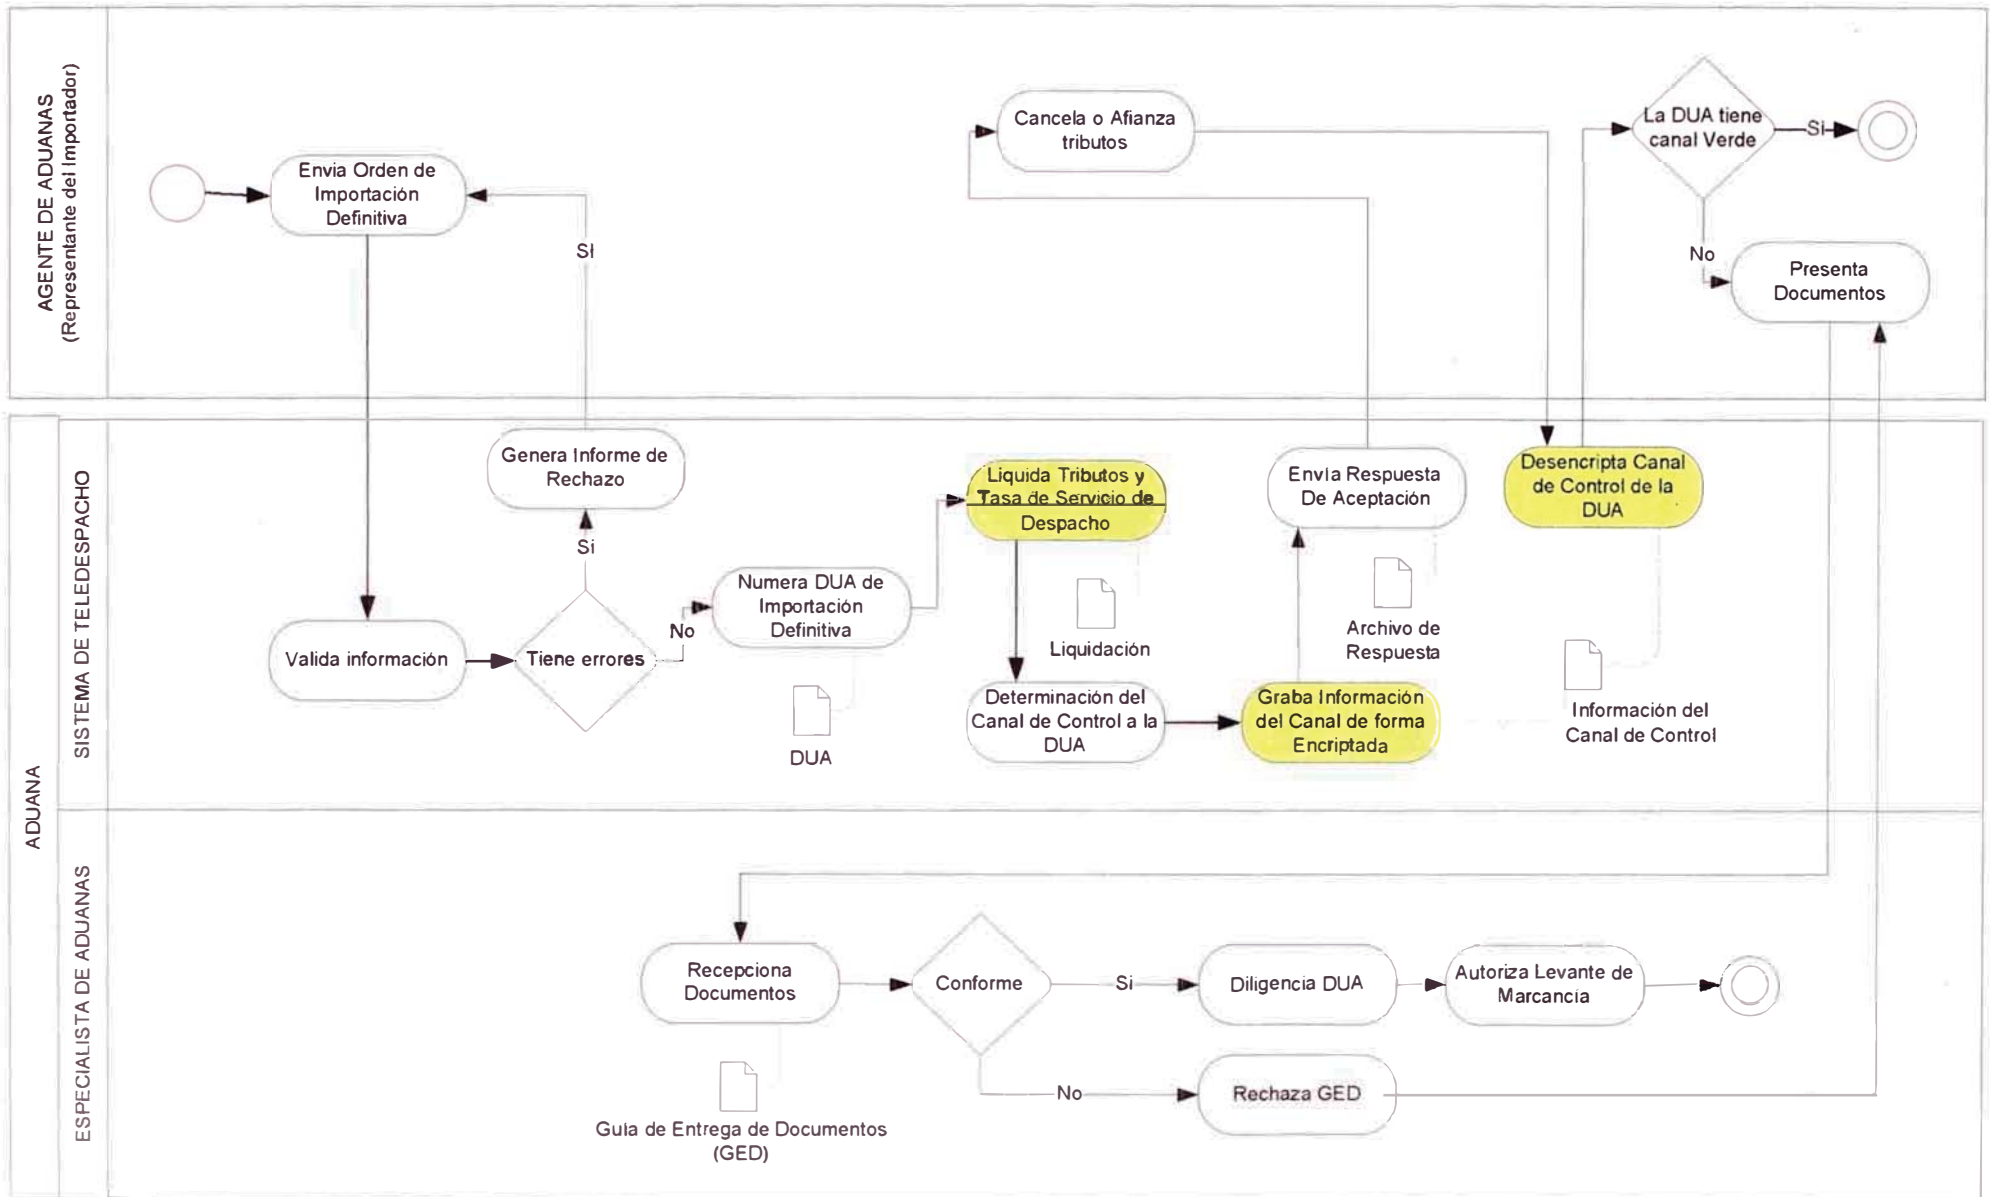 AGENTE DE ADUANAS
(Representante del Importador)
Envia Orden de
Importación
Definitiva
SI
Cancela o Afianza
tributos
La DUA tiene
canal Verde
Si
No
Presenta
Documentos
ADUANA
SISTEMA DE TELEDESPACHO
Genera Informe de
Rechazo
Si
Valida información
Tiene errores
No
Numera DUA de
Importación
Definitiva
DUA
Liquida Tributos y
Tasa de Servicio de
Despacho
Liquidación
Determinación del
Canal de Control a la
DUA
Envía Respuesta
De Aceptación
Archivo de
Respuesta
Graba Información
del Canal de forma
Encriptada
Desencripta Canal
de Control de la
DUA
Información del
Canal de Control
ESPECIALISTA DE ADUANAS
Recepciona
Documentos
Guía de Entrega de Documentos
(GED)
Conforme
Si
Diligencia DUA
Autoriza Levante de
Marcancía
No
Rechaza GED